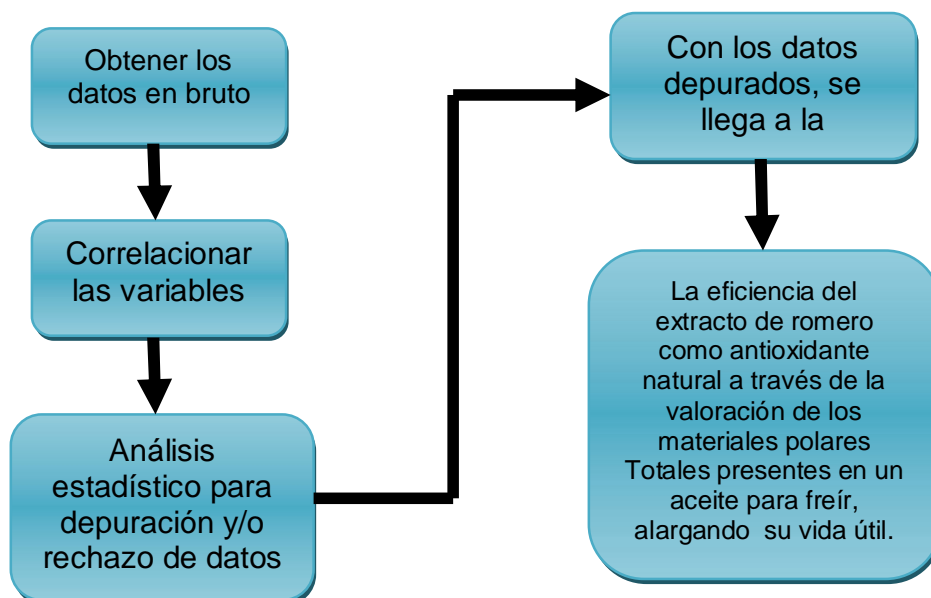 Obtener los
datos en bruto
Correlacionar
las variables
Análisis
estadístico para
depuración y/o
rechazo de datos
Con los datos
depurados, se
llega a la
La eficiencia del
extracto de romero
como antioxidante
natural a través de la
valoración de los
materiales polares
Totales presentes en un
aceite para freír,
alargando su vida útil.